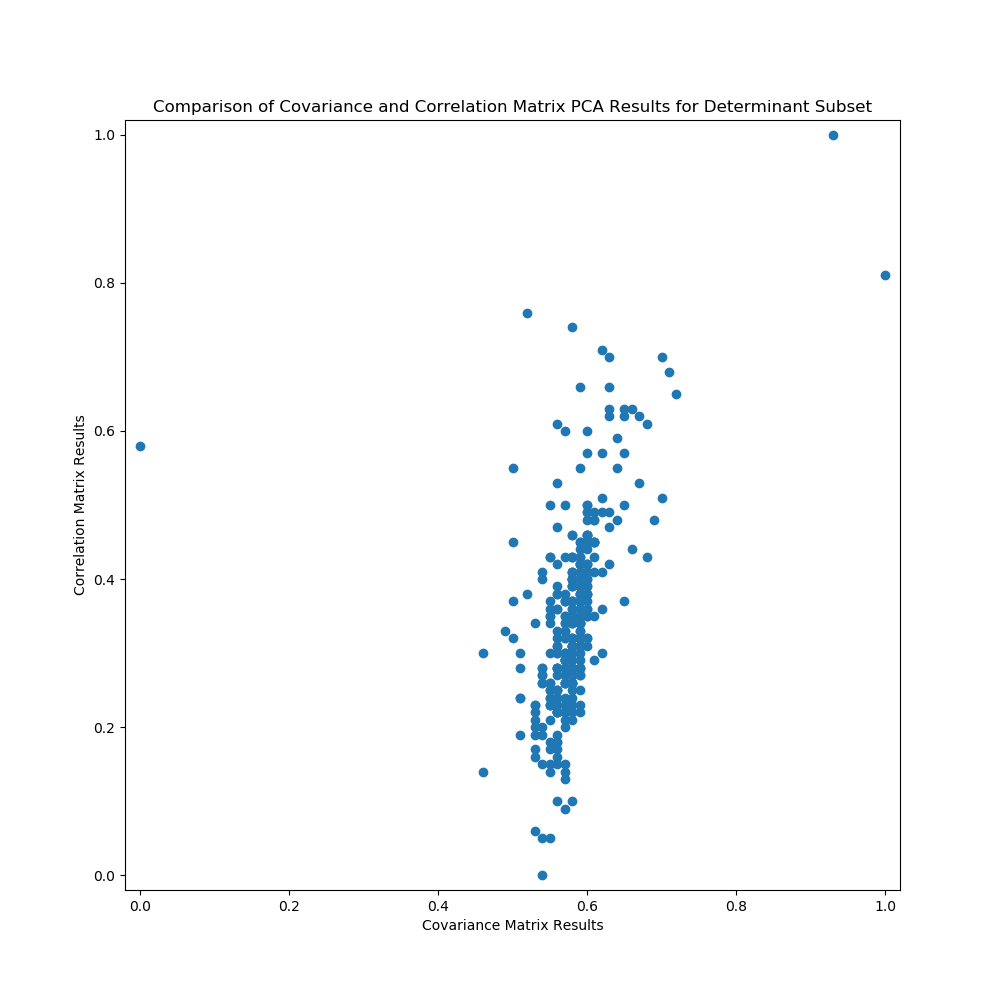 Comparison of Covariance and Correlation Matrix PCA Results for Determinant Subset
1.0
0.8
0.6
0.4
0.2
0.0
Correlation Matrix Results
0.0 0.2 0.4 0.6 0.8 1.0
Covariance Matrix Results